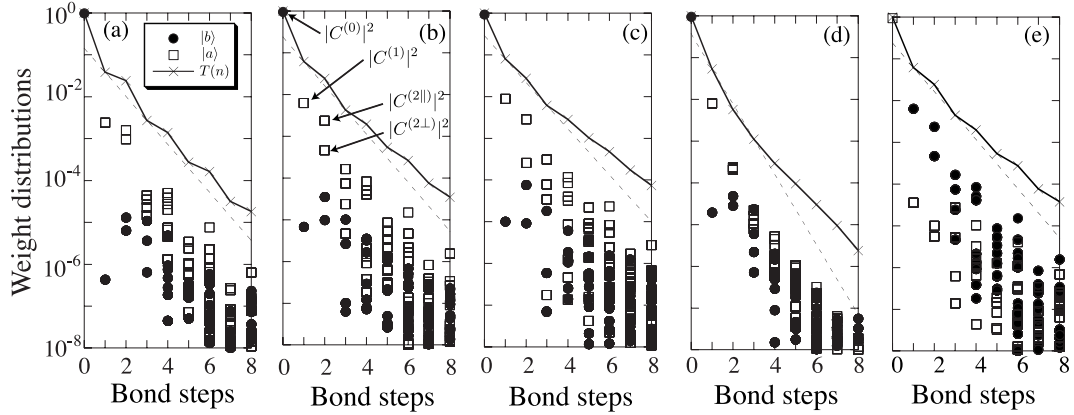 Weight distributions
10^0
10^-2
10^-4
10^-6
10^-8
(a)
|b⟩
|a⟩
T(n)
(b)
|C^(0)|^2
|C^(1)|^2
|C^(2∥)|^2
|C^(2⊥)|^2
(c)
(d)
(e)
0 2 4 6 8
0 2 4 6 8
0 2 4 6 8
0 2 4 6 8
0 2 4 6 8
Bond steps
Bond steps
Bond steps
Bond steps
Bond steps